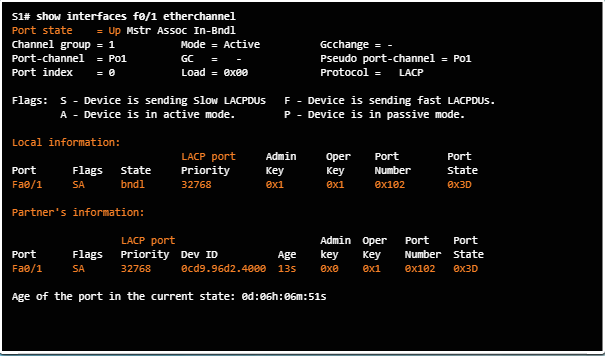 S1# show interfaces f0/1 etherchannel
Port state    = Up Mstr Assoc In-Bndl
Channel group = 1           Mode = Active          Gcchange = -
Port-channel  = Po1         GC   =   -             Pseudo port-channel = Po1
Port index    = 0           Load = 0x00            Protocol =   LACP
Flags:  S - Device is sending Slow LACPDUs   F - Device is sending fast LACPDUs.
        A - Device is in active mode.        P - Device is in passive mode.
Local information:
                            LACP port     Admin     Oper    Port        Port
Port      Flags   State     Priority      Key       Key     Number      State
Fa0/1     SA      bndl      32768         0x1       0x1     0x102       0x3D
Partner's information:
                  LACP port                        Admin  Oper   Port    Port
Port      Flags   Priority  Dev ID          Age    key    Key    Number  State
Fa0/1     SA      32768     0cd9.96d2.4000  13s    0x0    0x1    0x102   0x3D
Age of the port in the current state: 0d:06h:06m:51s